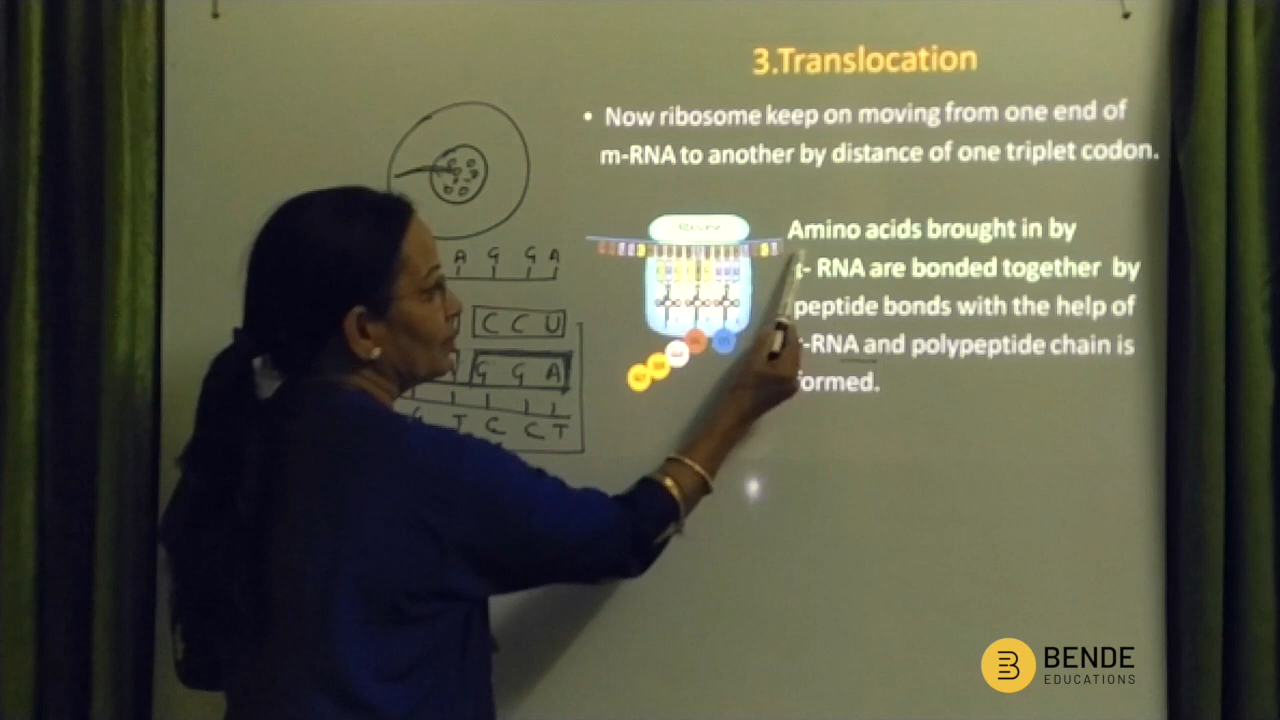 3.Translocation
• Now ribosome keep on moving from one end of
m-RNA to another by distance of one triplet codon.
Amino acids brought in by
t- RNA are bonded together by
peptide bonds with the help of
r-RNA and polypeptide chain is
formed.
A G G A
C C U
G G A
T C C T
BENDE
EDUCATIONS